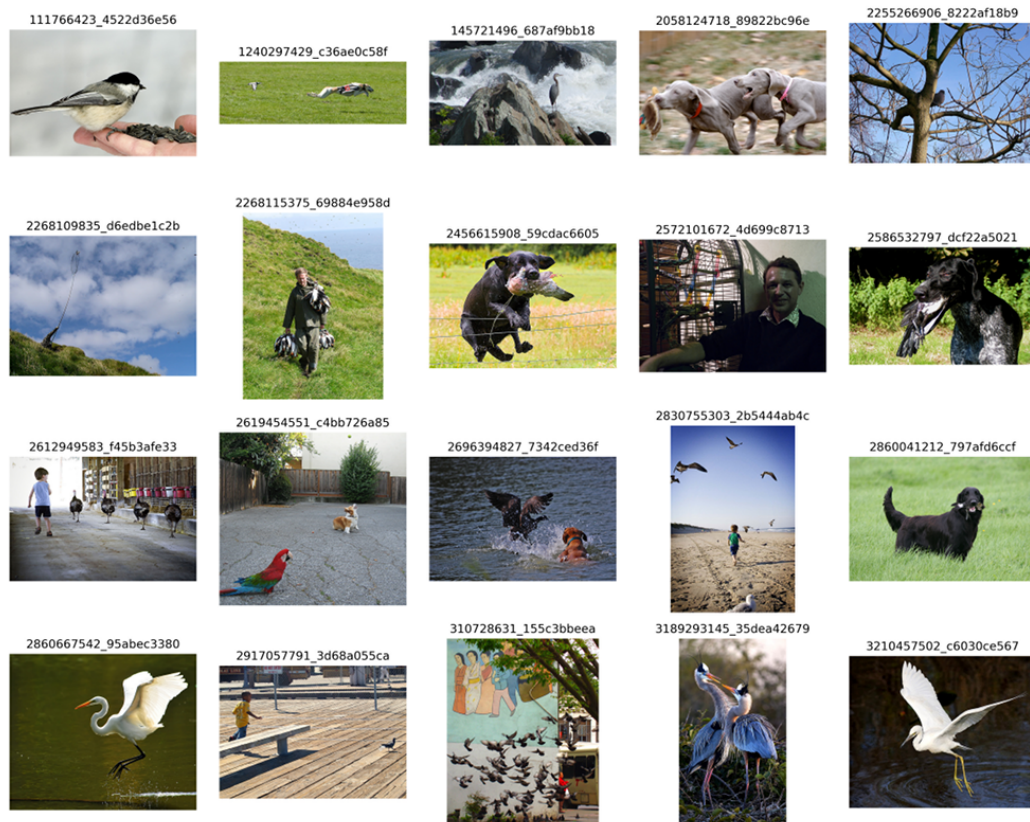 111766423_4522d36e56
1240297429_c36ae0c58f
145721496_687af9bb18
2058124718_89822bc96e
2255266906_8222af18b9
2268109835_d6edbe1c2b
2268115375_69884e958d
2456615908_59cdac6605
2572101672_4d699c8713
2586532797_dcf22a5021
2612949583_f45b3afe33
2619454551_c4bb726a85
2696394827_7342ced36f
2830755303_2b5444ab4c
2860041212_797afd6ccf
2860667542_95abec3380
2917057791_3d68a055ca
310728631_155c3bbeea
3189293145_35dea42679
3210457502_c6030ce567